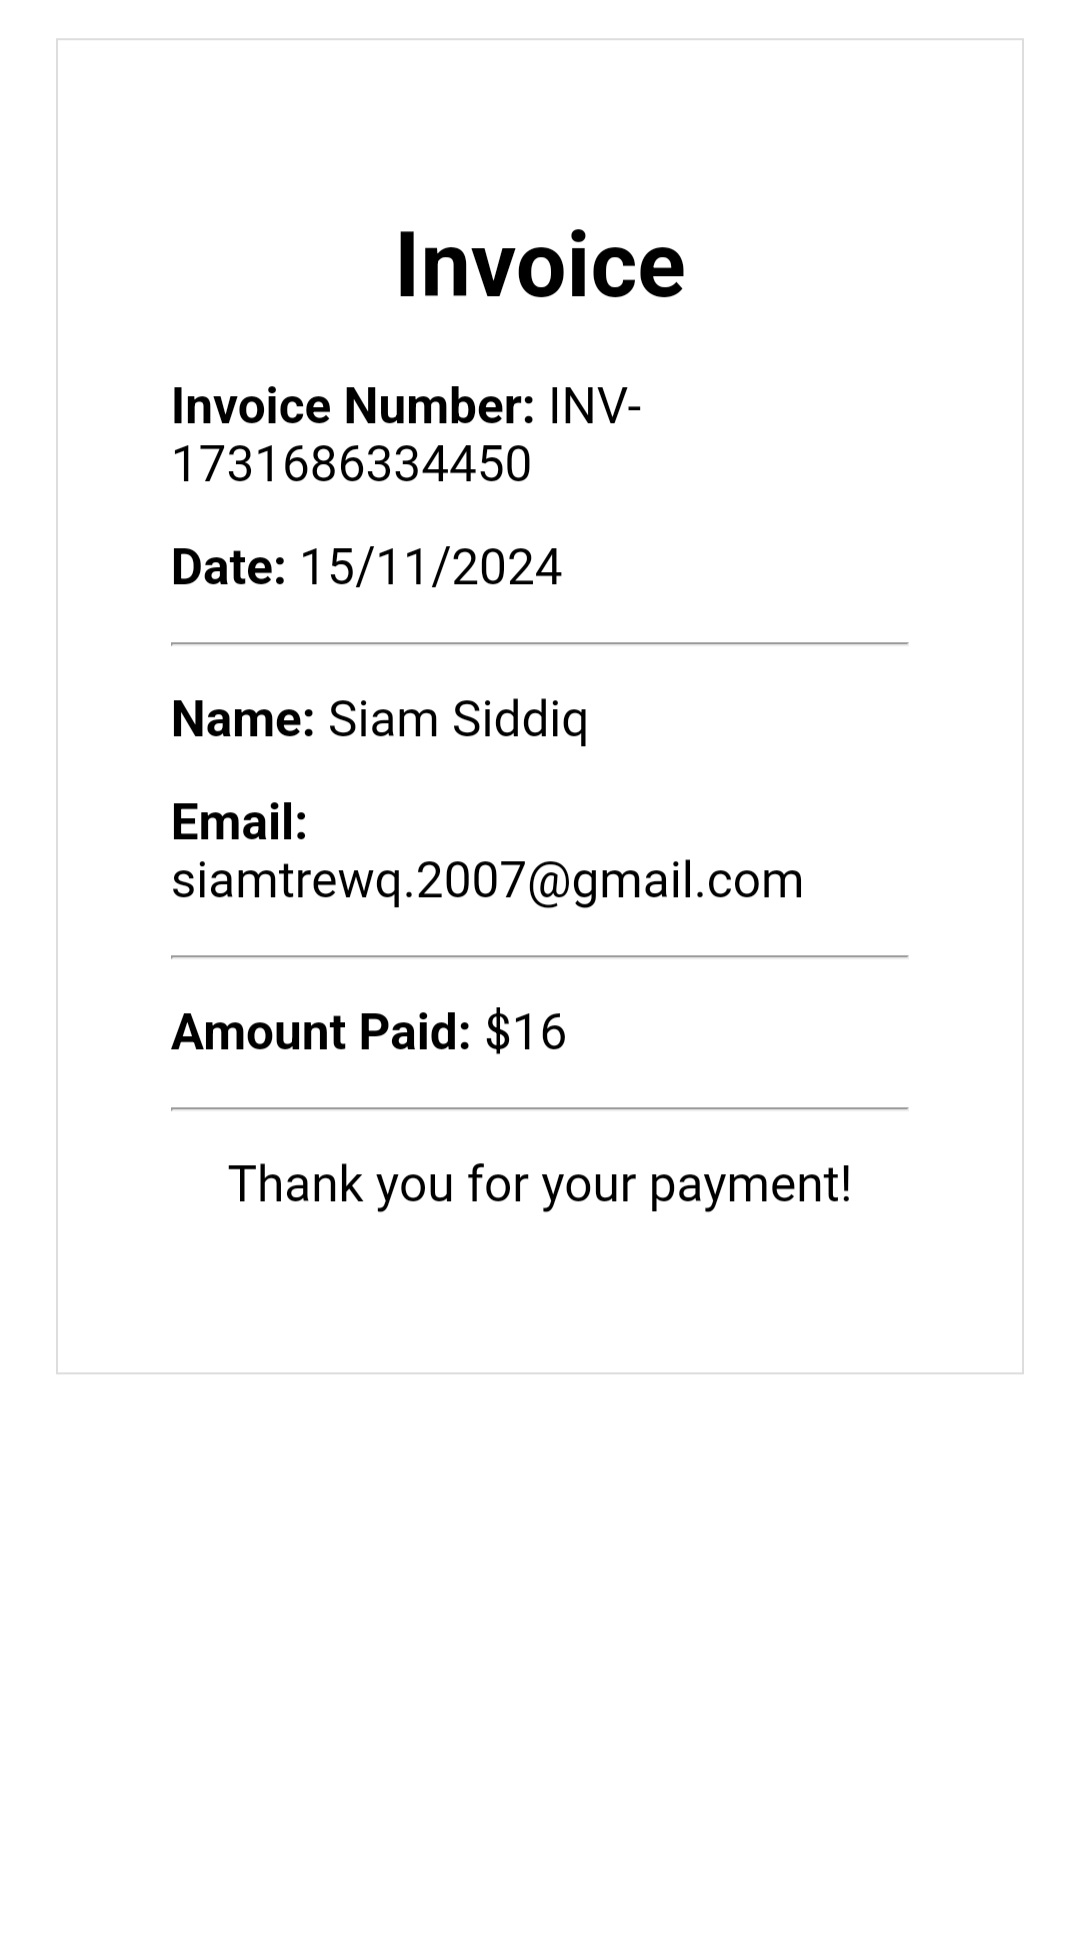 Invoice
Invoice Number: INV-
1731686334450
Date: 15/11/2024
Name: Siam Siddiq
Email:
siamtrewq.2007@gmail.com
Amount Paid: $16
Thank you for your payment!